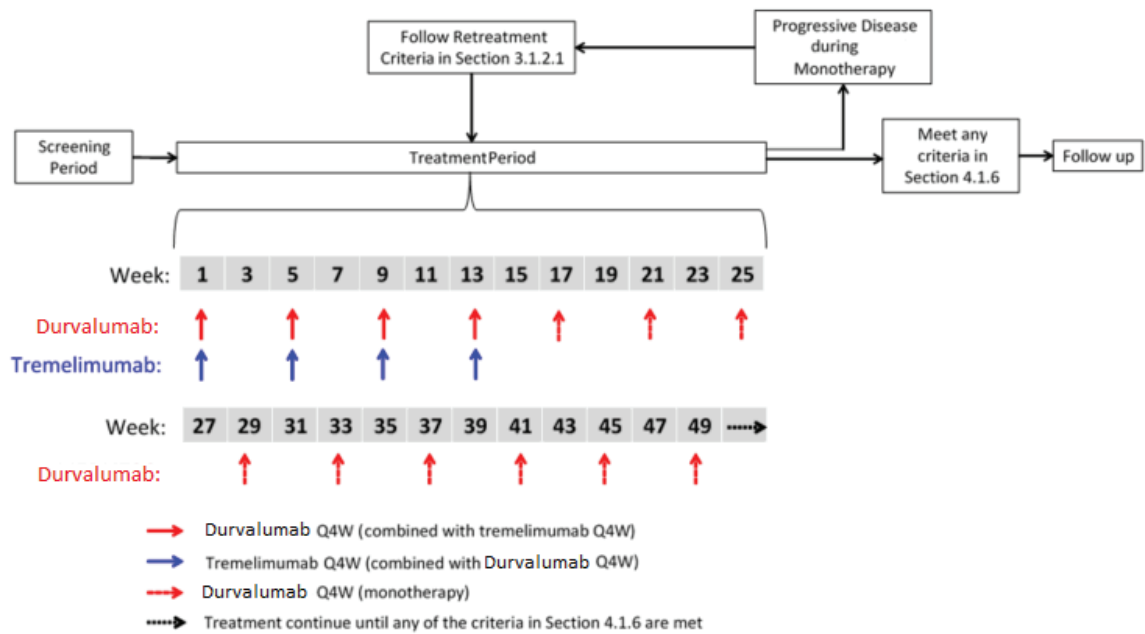 Follow Retreatment
Criteria in Section 3.1.2.1
Progressive Disease
during
Monotherapy
Screening
Period
TreatmentPeriod
Meet any
criteria in
Section 4.1.6
Follow up
Week: 1 3 5 7 9 11 13 15 17 19 21 23 25
Durvalumab:
Tremelimumab:
Week: 27 29 31 33 35 37 39 41 43 45 47 49
Durvalumab:
Durvalumab Q4W (combined with tremelimumab Q4W)
Tremelimumab Q4W (combined with Durvalumab Q4W)
Durvalumab Q4W (monotherapy)
Treatment continue until any of the criteria in Section 4.1.6 are met